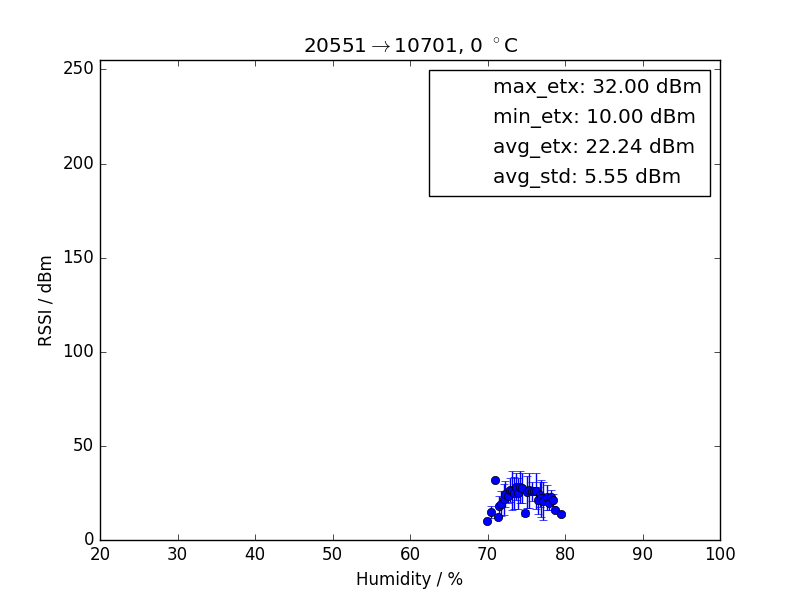 20551→10701, 0 °C
max_etx: 32.00 dBm
min_etx: 10.00 dBm
avg_etx: 22.24 dBm
avg_std: 5.55 dBm
RSSI / dBm
250
200
150
100
50
0
20 30 40 50 60 70 80 90 100
Humidity / %